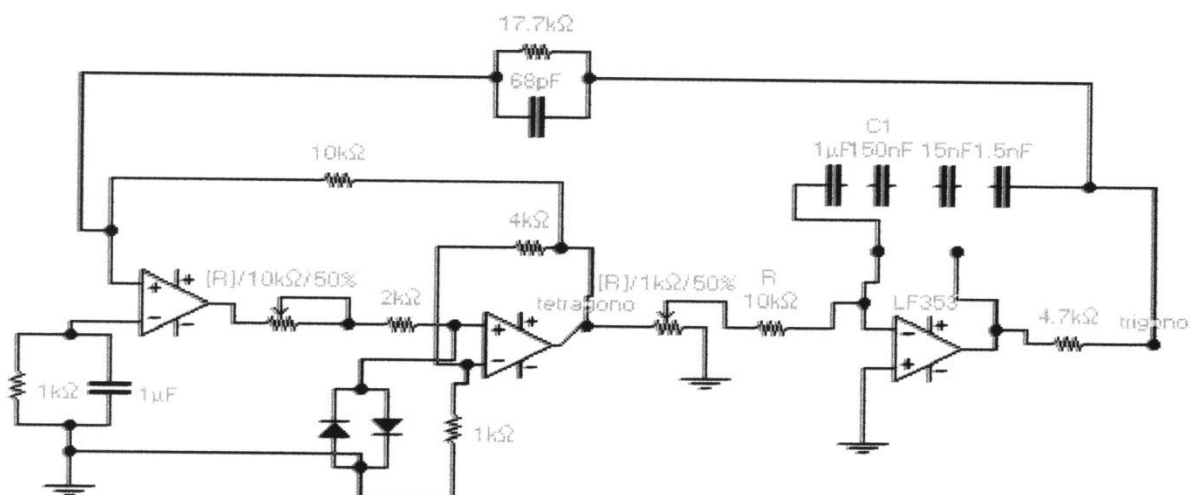 17.7kΩ
68pF
C1
1µF 150nF 15nF 1.5nF
10kΩ
4kΩ
[R]/10kΩ/50%
2kΩ
tetragono
[R]/1kΩ/50%
R
10kΩ
LF353
4.7kΩ
trigono
1kΩ
1µF
1kΩ